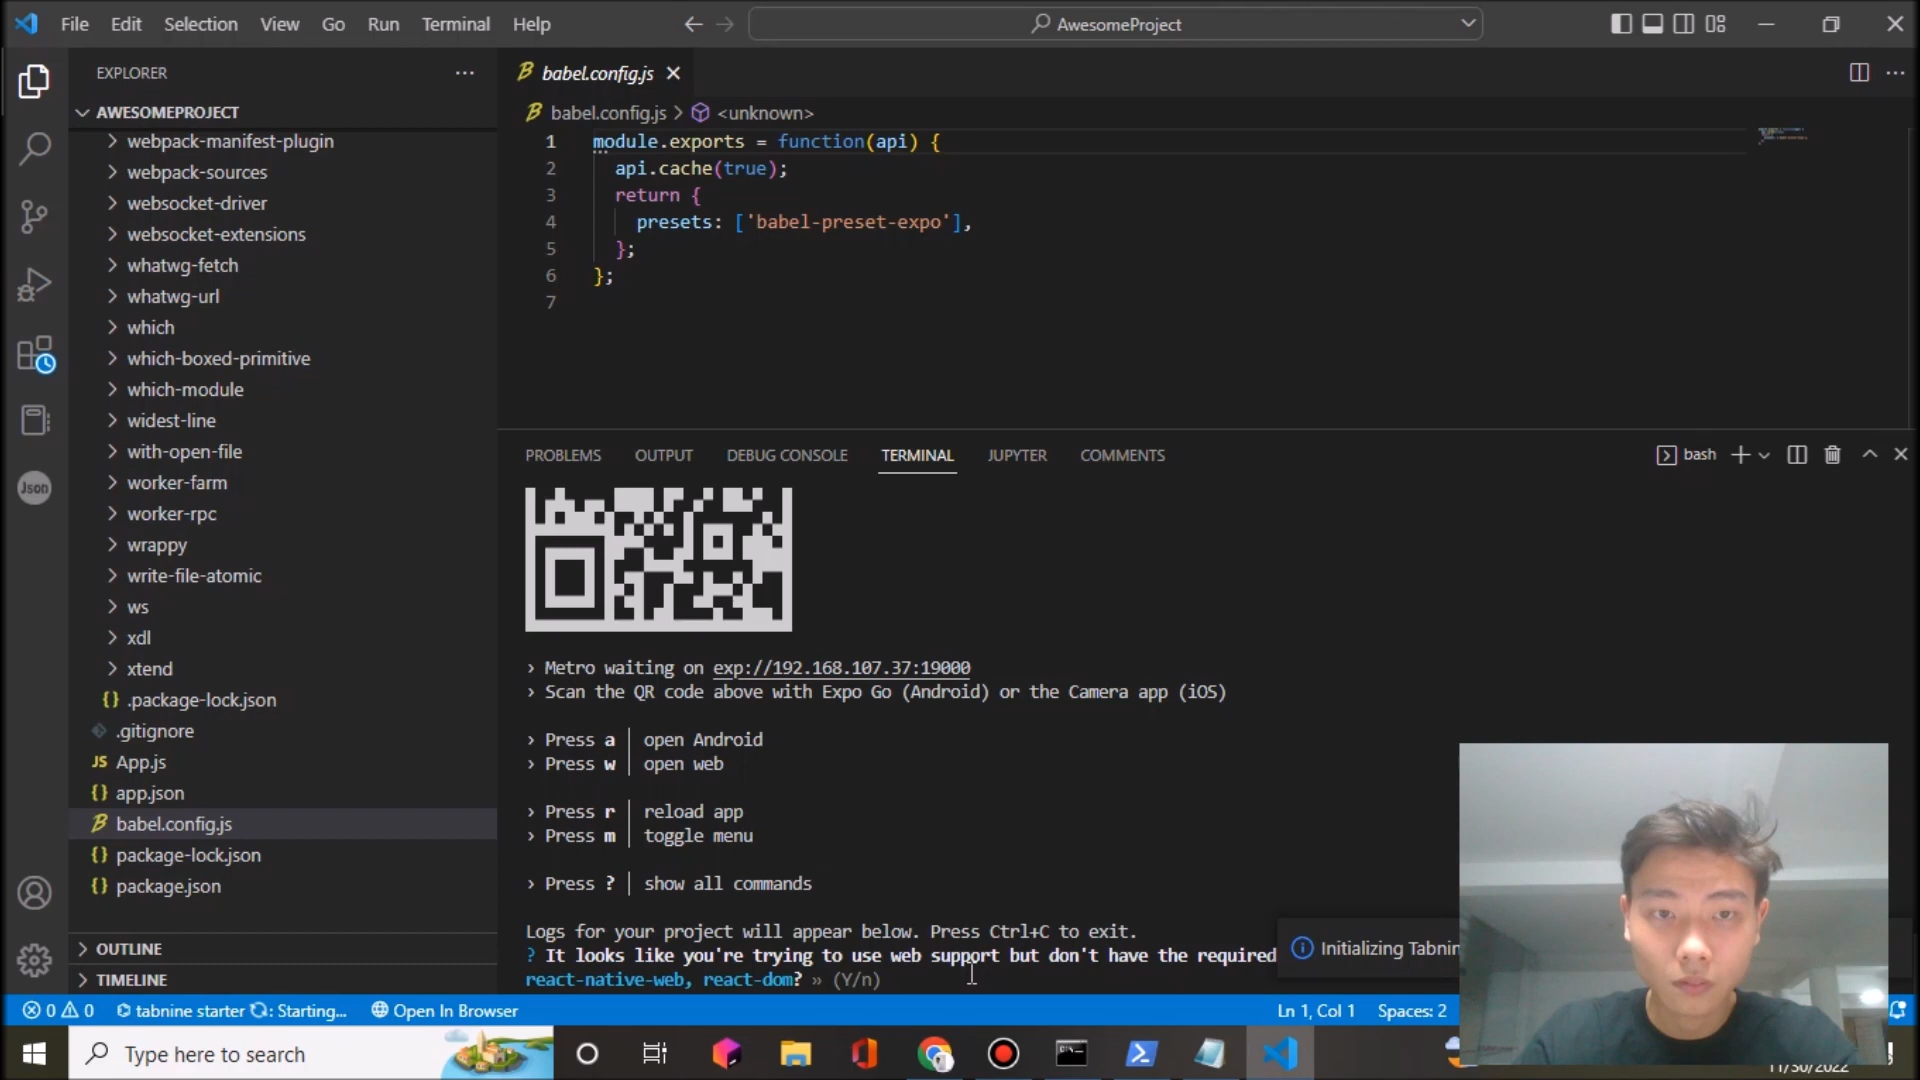 File Edit Selection View Go Run Terminal Help
AwesomeProject
EXPLORER
AWESOMEPROJECT
webpack-manifest-plugin
webpack-sources
websocket-driver
websocket-extensions
whatwg-fetch
whatwg-url
which
which-boxed-primitive
which-module
widest-line
with-open-file
worker-farm
worker-rpc
wrappy
write-file-atomic
ws
xdl
xtend
{} .package-lock.json
.gitignore
JS App.js
{} app.json
babel.config.js
{} package-lock.json
{} package.json
OUTLINE
TIMELINE
Json
babel.config.js
babel.config.js > <unknown>
1 module.exports = function(api) {
2 api.cache(true);
3 return {
4 presets: ['babel-preset-expo'],
5 };
6 };
7
PROBLEMS OUTPUT DEBUG CONSOLE TERMINAL JUPYTER COMMENTS
bash
› Metro waiting on exp://192.168.107.37:19000
› Scan the QR code above with Expo Go (Android) or the Camera app (iOS)
› Press a │ open Android
› Press w │ open web
› Press r │ reload app
› Press m │ toggle menu
› Press ? │ show all commands
Logs for your project will appear below. Press Ctrl+C to exit.
? It looks like you're trying to use web support but don't have the required
react-native-web, react-dom? » (Y/n)
Initializing Tabnin
0 0 tabnine starter : Starting... Open In Browser
Ln 1, Col 1 Spaces: 2
Type here to search
11/30/2022